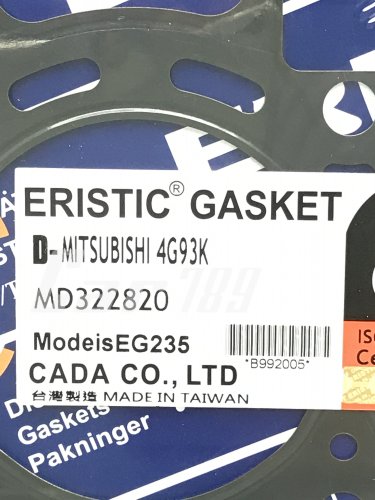 ERISTIC® GASKET
D-MITSUBISHI 4G93K
MD322820
ModeisEG235
*B992005*
CADA CO., LTD
台灣製造 MADE IN TAIWAN
Gaskets
Pakninger